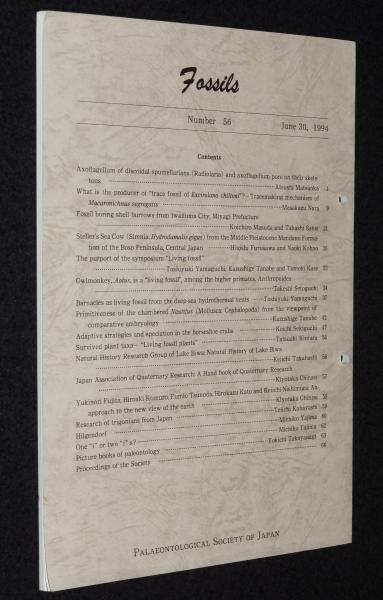 Fossils
Number 56 June 30, 1994
Contents
Axoflagellum of discoidal spumellarians (Radiolaria) and axoflagellum pore on their skele-
tons Atsushi Matsuoka 1
What is the producer of "trace fossil of Excirolana chiltoni"?—Tracemaking mechanism of
Macaromichnus segregatis Masakazu Nara 9
Fossil boring shell burrows from Iwanuma City, Miyagi Prefecture
Koichiro Masuda and Takashi Sakai 21
Steller's Sea Cow (Sirenia: Hydrodamalis gigas) from the Middle Pleistocene Mandano Forma-
tion of the Boso Peninsula, Central Japan Hiroshi Furusawa and Naoki Kohno 26
The purport of the symposium "Living fossil"
Toshiyuki Yamaguchi, Kazushige Tanabe and Tomoki Kase 33
Owlmonkey, Aotus, is a "living fossil", among the higher primates, Anthropoidea
Takeshi Setoguchi 34
Barnacles as living fossil from the deep-sea hydrothermal vents Toshiyuki Yamaguchi 37
Primitiveness of the chambered Nautilus (Mollusca: Cephalopoda) from the viewpoint of
comparative embryology Kazushige Tanabe 42
Adaptive strategies and speciation in the horseshoe crabs Koichi Sekiguchi 47
Survived plant taxa—"Living fossil plants" Tatsuaki Kimura 55
Natural History Research Group of Lake Biwa: Natural History of Lake Biwa
Keiichi Takahashi 56
Japan Association of Quaternary Research: A Hand book of Quaternary Research
Kiyotaka Chinzei 57
Yukinori Fujita, Hiroki Kosmuro, Fumio Tsunoda, Hirokazu Kato and Reiichi Nishimura: An
approach to the new view of the earth Kiyotaka Chinzei 58
Research of trigonians from Japan Teiichi Kobayashi 59
Hilgendorf Michiko Yajima 60
One "i" or two "i"s? Michiko Yajima 62
Picture books of paleontology Yokichi Takayanagi 63
Proceedings of the Society 66
PALAEONTOLOGICAL SOCIETY OF JAPAN